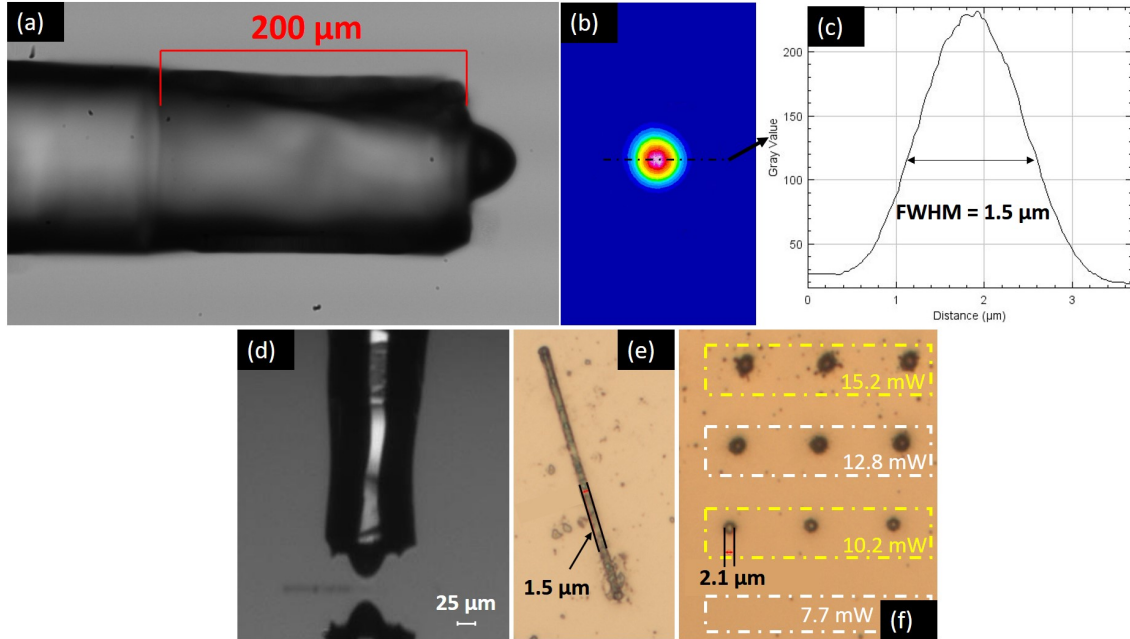 (a)
200 µm
(b)
(c)
200
150
100
50
Gray Value
FWHM = 1.5 µm
0
1
2
3
Distance (µm)
(d)
25 µm
(e)
1.5 µm
15.2 mW
12.8 mW
10.2 mW
2.1 µm
7.7 mW
(f)